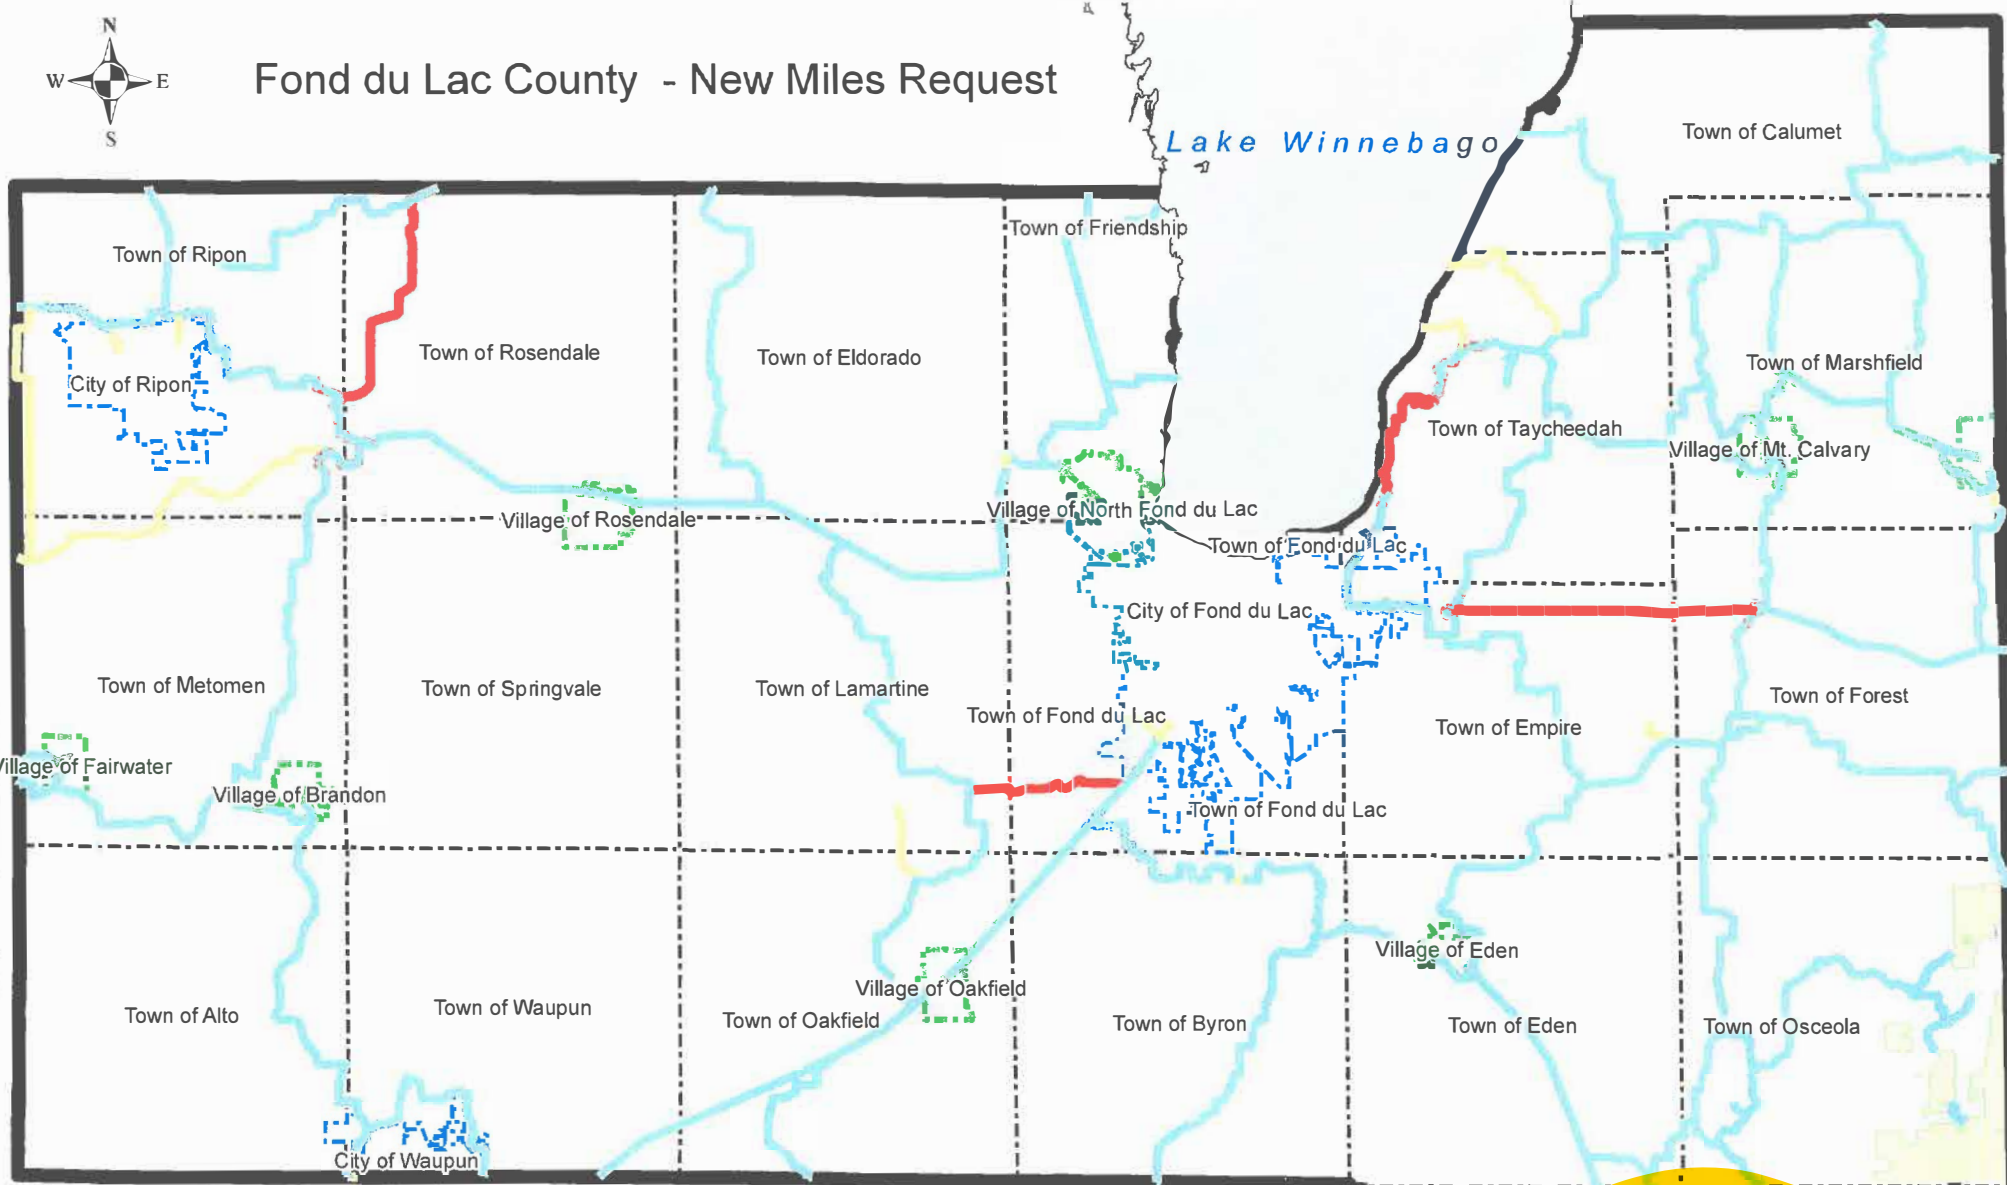 N
W E
S
Fond du Lac County - New Miles Request
Lake Winnebago
Town of Calumet
Town of Friendship
Town of Ripon
Town of Rosendale
Town of Eldorado
Town of Marshfield
City of Ripon
Town of Taycheedah
Village of Mt. Calvary
Village of Rosendale
Village of North Fond du Lac
Town of Fond du Lac
City of Fond du Lac
Town of Metomen
Town of Springvale
Town of Lamartine
Town of Fond du Lac
Town of Empire
Town of Forest
Village of Fairwater
Village of Brandon
Town of Fond du Lac
Village of Eden
Village of Oakfield
Town of Alto
Town of Waupun
Town of Oakfield
Town of Byron
Town of Eden
Town of Osceola
City of Waupun